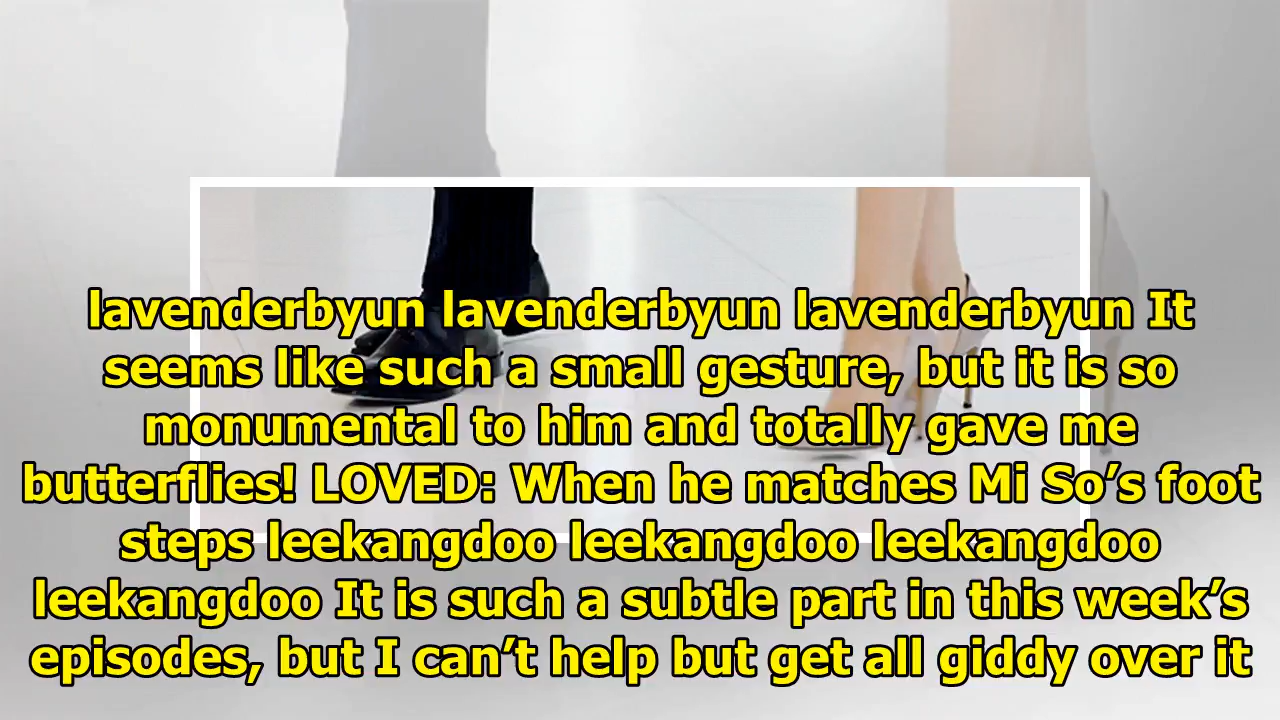 lavenderbyun lavenderbyun lavenderbyun It
seems like such a small gesture, but it is so
monumental to him and totally gave me
butterflies! LOVED: When he matches Mi So’s foot
steps leekangdoo leekangdoo leekangdoo
leekangdoo It is such a subtle part in this week’s
episodes, but I can’t help but get all giddy over it